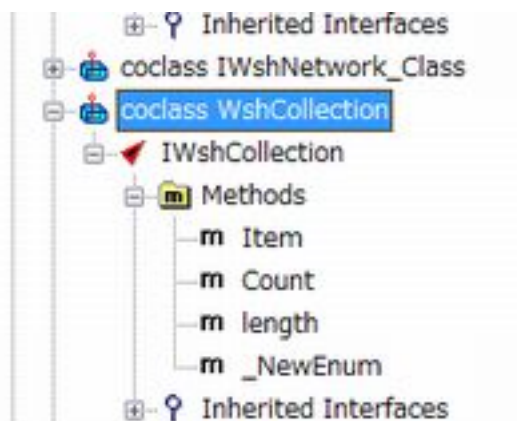 Inherited Interfaces
coclass IWshNetwork_Class
coclass WshCollection
IWshCollection
m Methods
m Item
m Count
m length
m _NewEnum
Inherited Interfaces